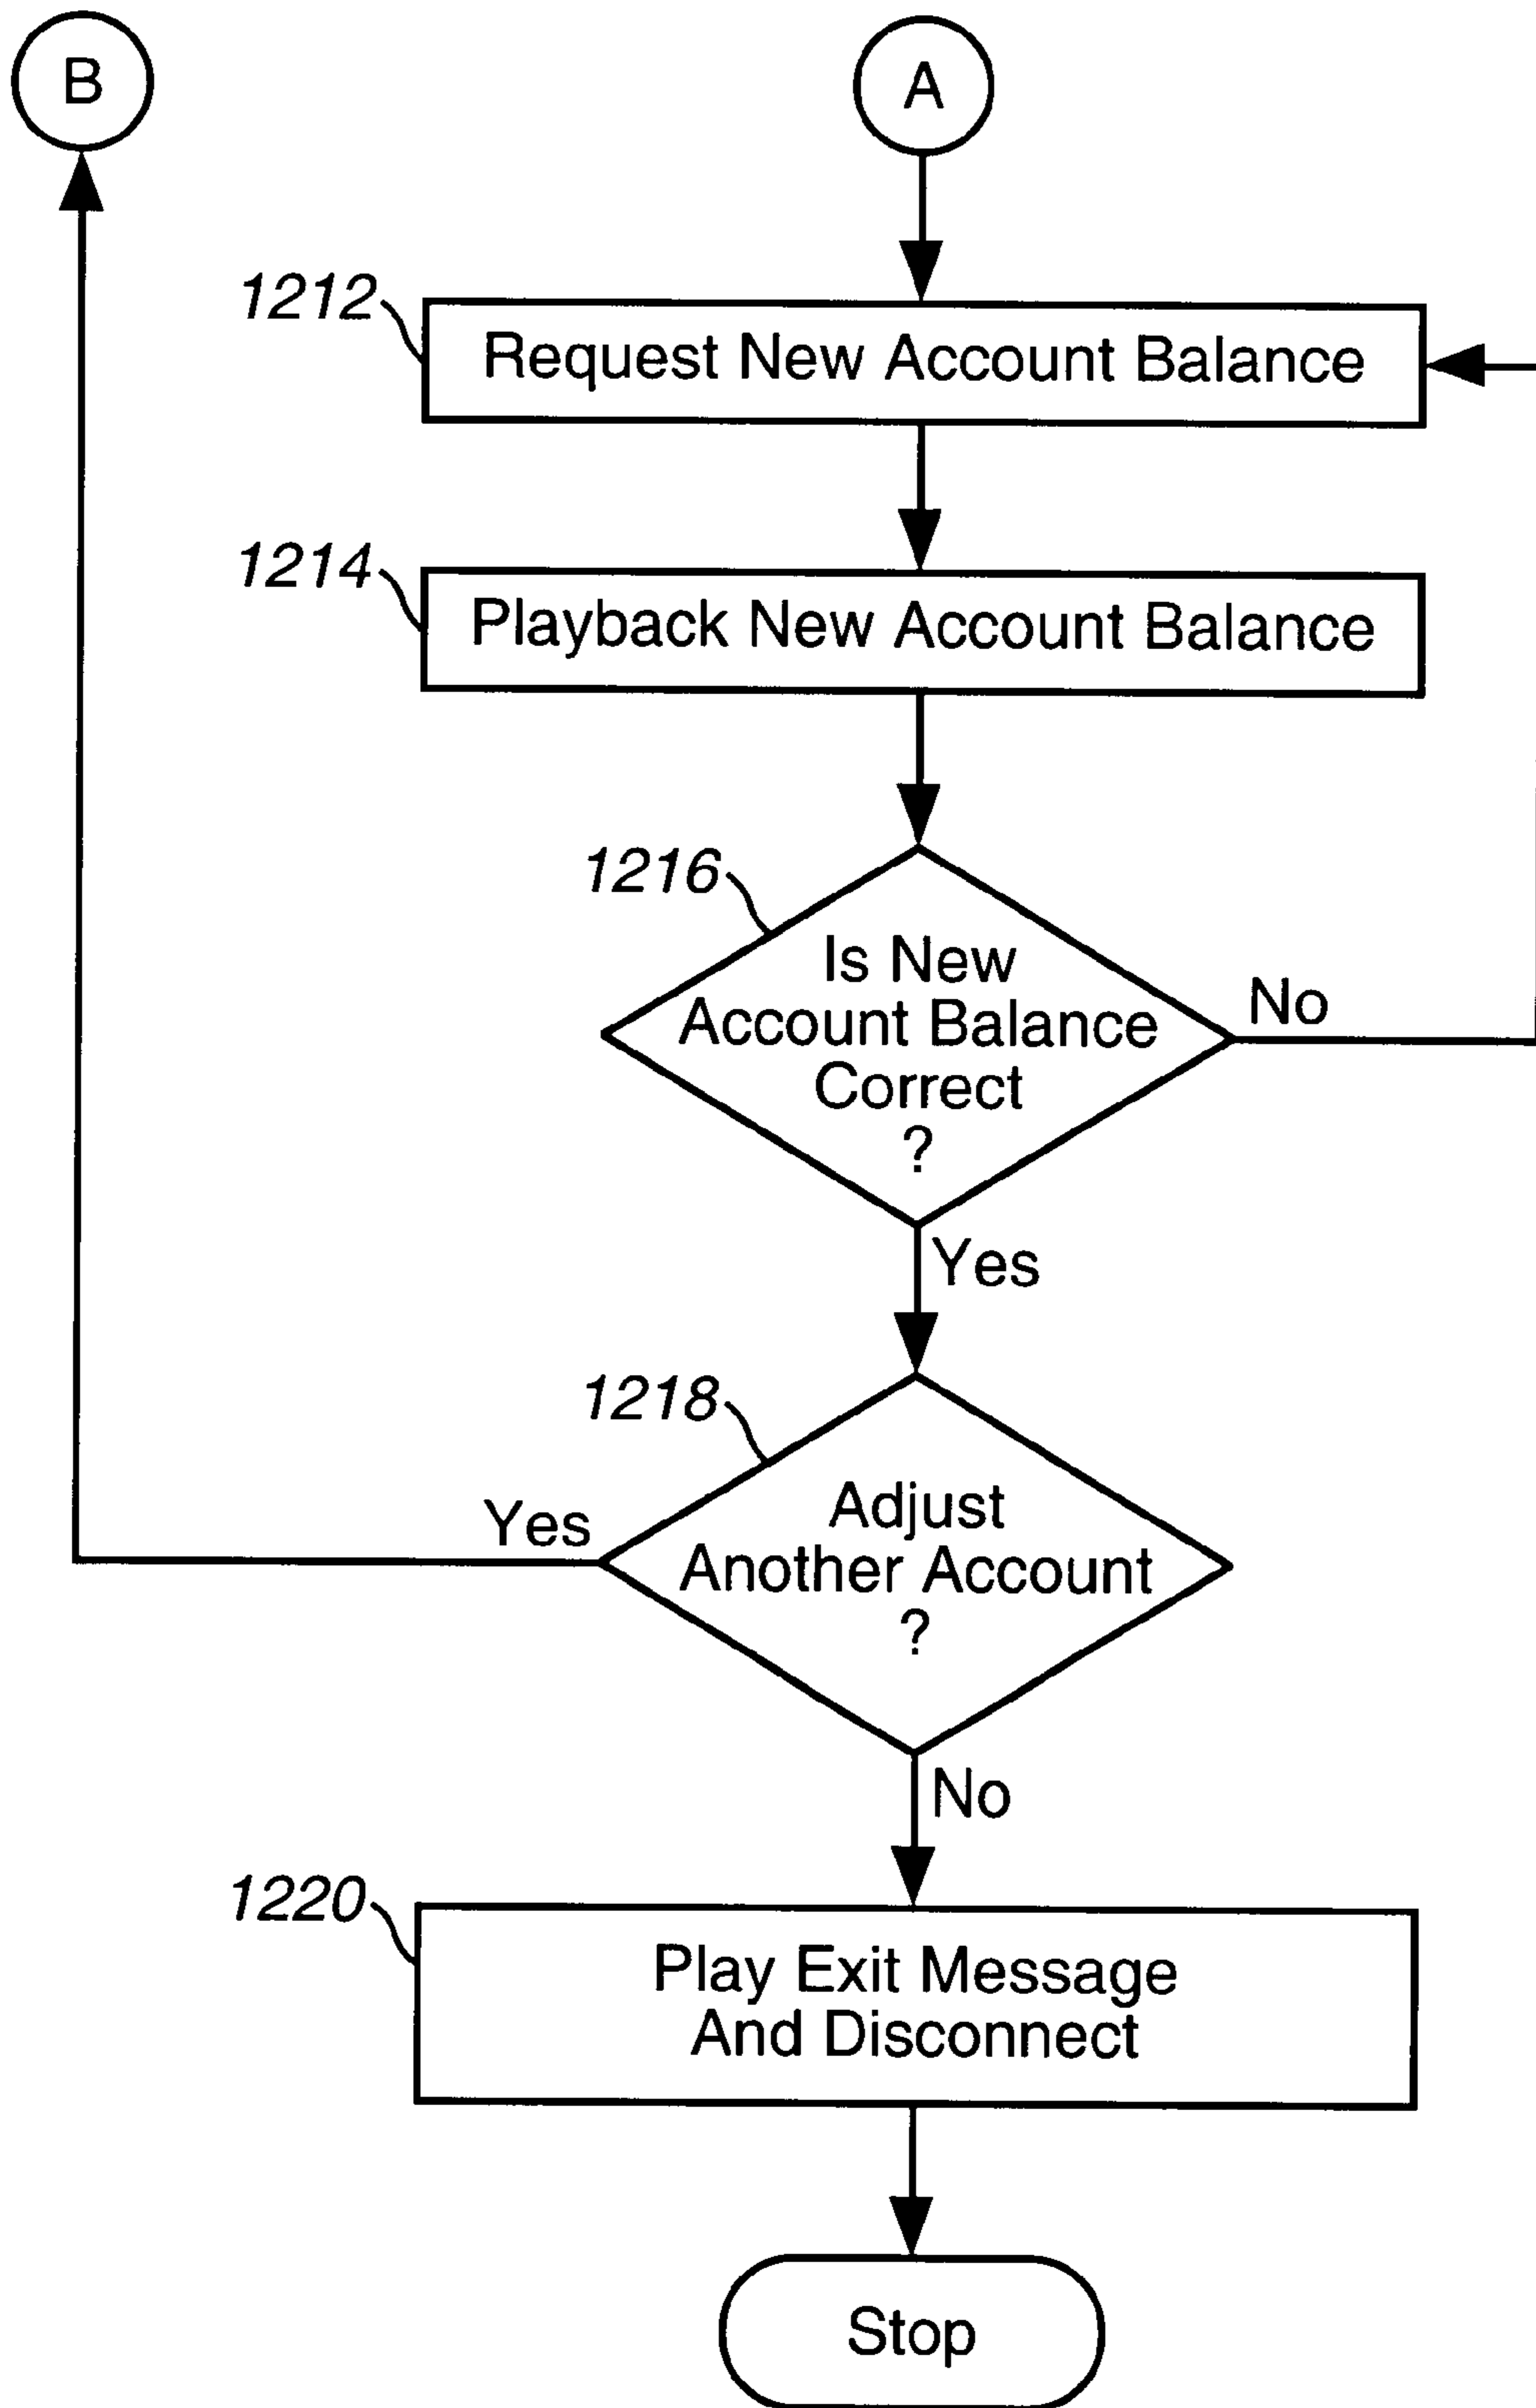 B
A
1212
Request New Account Balance
1214
Playback New Account Balance
1216
Is New
Account Balance
Correct
?
No
Yes
1218
Adjust
Another Account
?
Yes
No
1220
Play Exit Message
And Disconnect
Stop